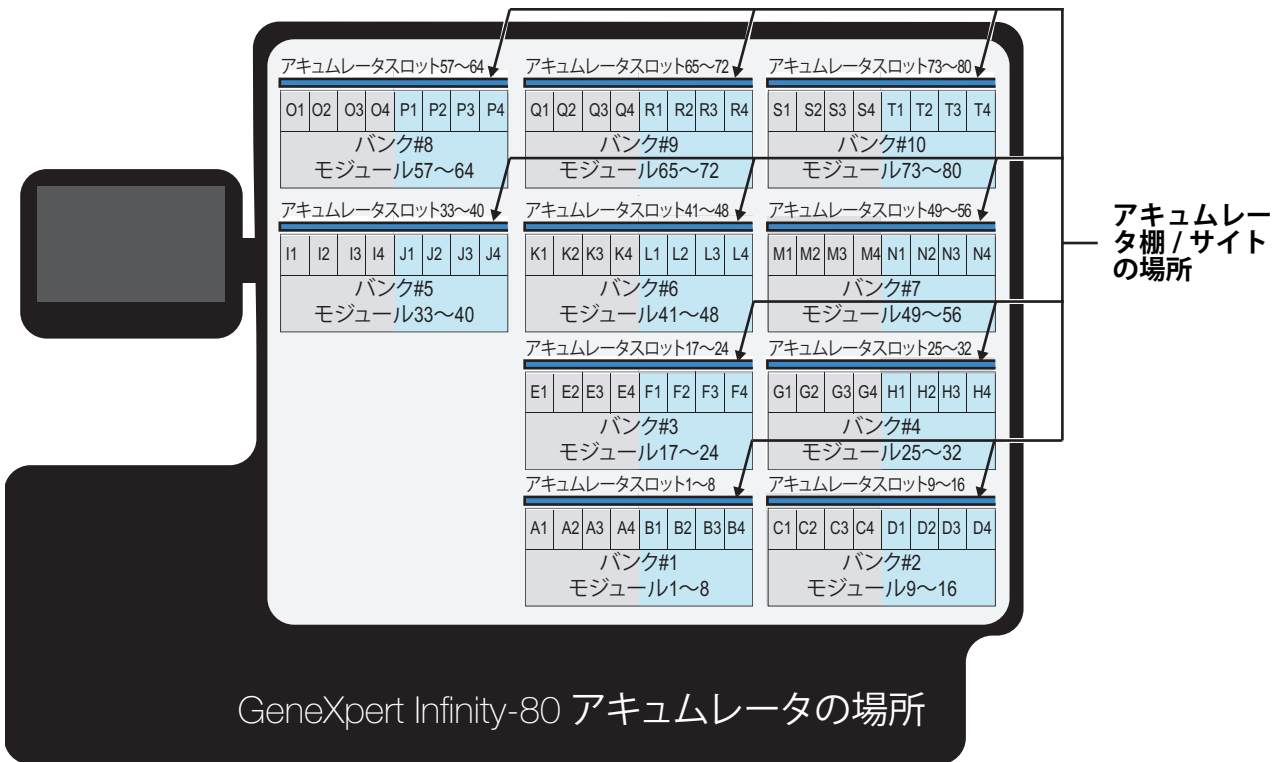 アキュムレータスロット57～64 アキュムレータスロット65～72 アキュムレータスロット73～80
O1 O2 O3 O4 P1 P2 P3 P4 Q1 Q2 Q3 Q4 R1 R2 R3 R4 S1 S2 S3 S4 T1 T2 T3 T4
バンク#8 バンク#9 バンク#10
モジュール57～64 モジュール65～72 モジュール73～80
アキュムレータスロット33～40 アキュムレータスロット41～48 アキュムレータスロット49～56
I1 I2 I3 I4 J1 J2 J3 J4 K1 K2 K3 K4 L1 L2 L3 L4 M1 M2 M3 M4 N1 N2 N3 N4
バンク#5 バンク#6 バンク#7
モジュール33～40 モジュール41～48 モジュール49～56
アキュムレー
タ棚 / サイト
の場所
アキュムレータスロット17～24 アキュムレータスロット25～32
E1 E2 E3 E4 F1 F2 F3 F4 G1 G2 G3 G4 H1 H2 H3 H4
バンク#3 バンク#4
モジュール17～24 モジュール25～32
アキュムレータスロット1～8 アキュムレータスロット9～16
A1 A2 A3 A4 B1 B2 B3 B4 C1 C2 C3 C4 D1 D2 D3 D4
バンク#1 バンク#2
モジュール1～8 モジュール9～16
GeneXpert Infinity-80 アキュムレータの場所